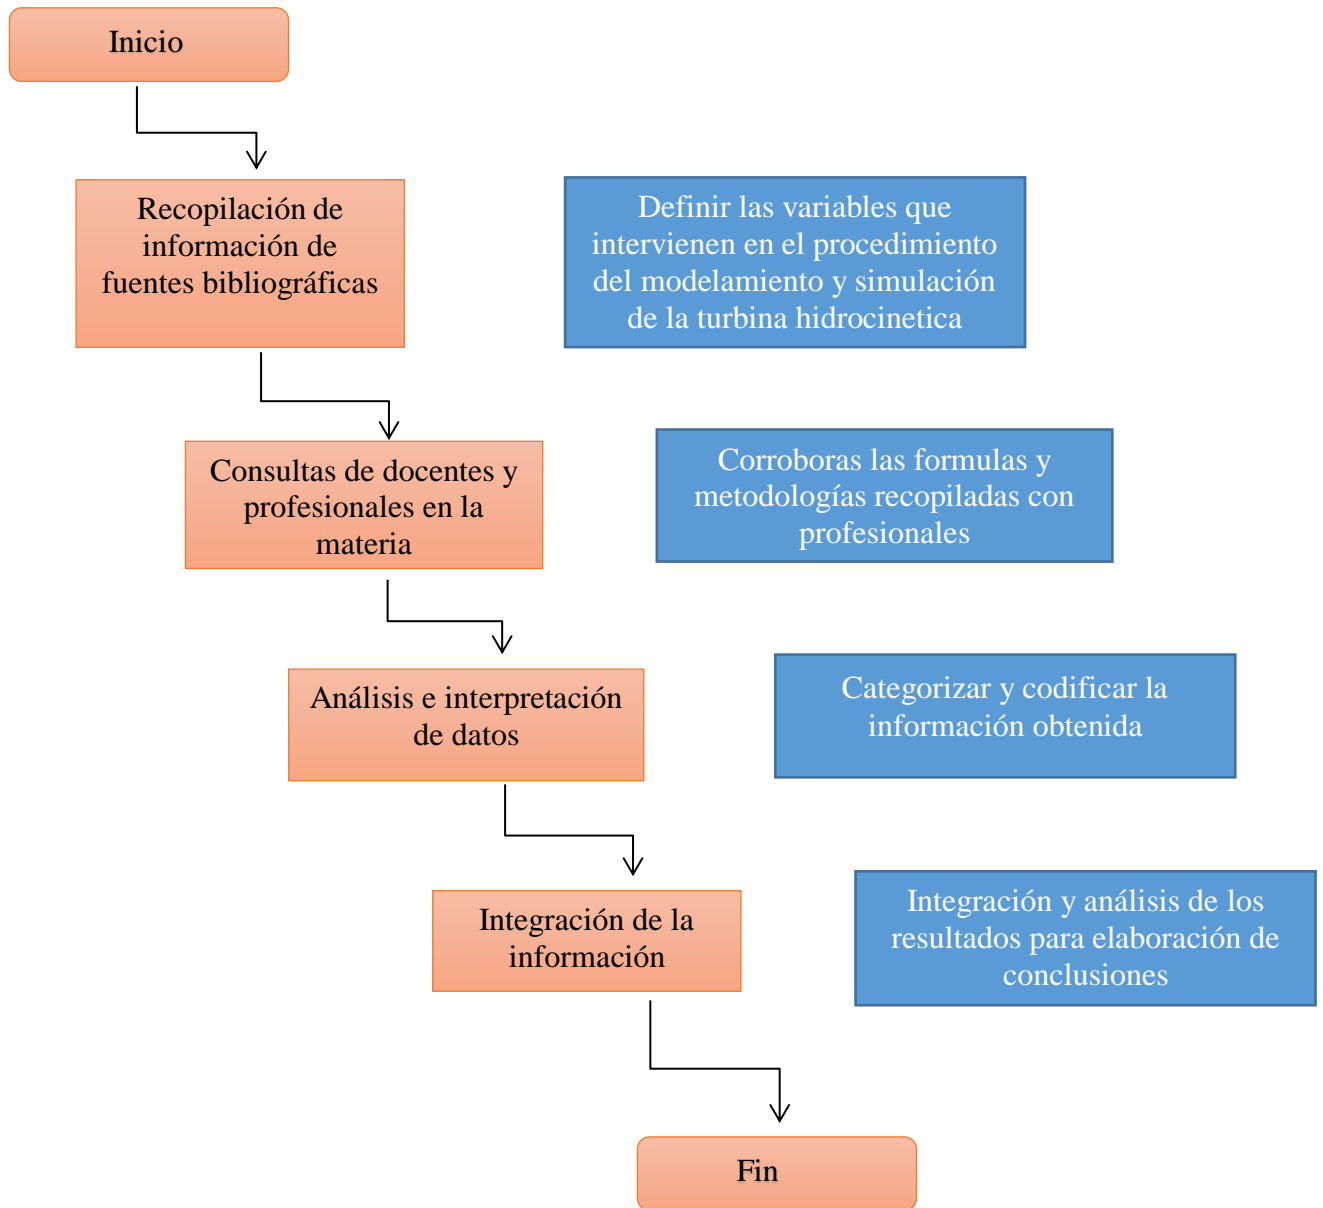 Inicio
Recopilación de
información de
fuentes bibliográficas
Definir las variables que
intervienen en el procedimiento
del modelamiento y simulación
de la turbina hidrocinetica
Consultas de docentes y
profesionales en la
materia
Corroboras las formulas y
metodologías recopiladas con
profesionales
Análisis e interpretación
de datos
Categorizar y codificar la
información obtenida
Integración de la
información
Integración y análisis de los
resultados para elaboración de
conclusiones
Fin